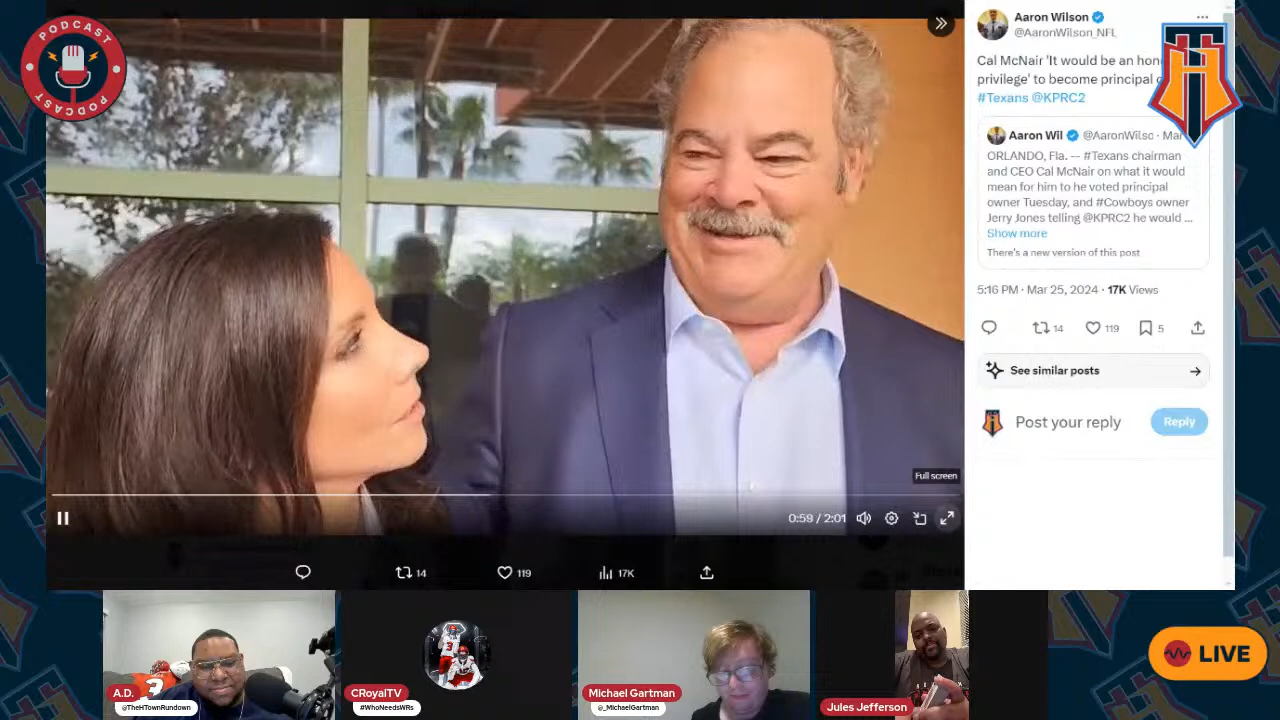 PODCAST
PODCAST
Aaron Wilson
@AaronWilson_NFL
Cal McNair 'It would be an hon
privilege' to become principal
#Texans @KPRC2
Aaron Wil @AaronWilsc · Mar
ORLANDO, Fla. -- #Texans chairman
and CEO Cal McNair on what it would
mean for him to he voted principal
owner Tuesday, and #Cowboys owner
Jerry Jones telling @KPRC2 he would ...
Show more
There's a new version of this post
5:16 PM · Mar 25, 2024 · 17K Views
14 119 5
See similar posts
Post your reply
Reply
Full screen
0:59 / 2:01
14 119 17K
A.D.
@TheHTownRundown
CRoyalTV
#WhoNeedsWRs
Michael Gartman
@_MichaelGartman
Jules Jefferson
LIVE